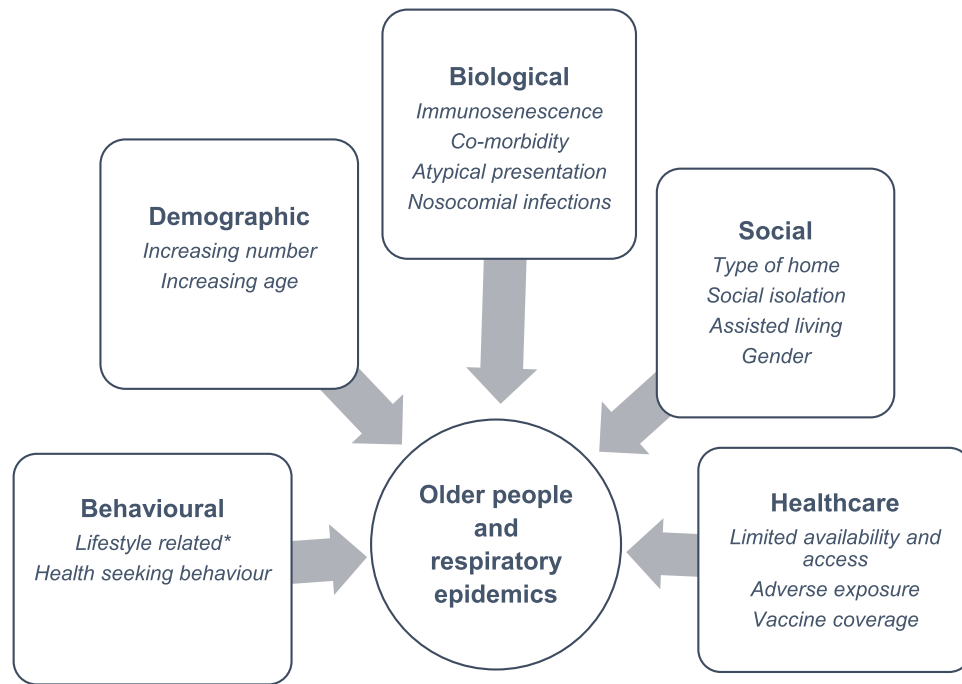 Biological
Immunosenescence
Co-morbidity
Atypical presentation
Nosocomial infections
Demographic
Increasing number
Increasing age
Social
Type of home
Social isolation
Assisted living
Gender
Behavioural
Lifestyle related*
Health seeking behaviour
Older people
and
respiratory
epidemics
Healthcare
Limited availability and
access
Adverse exposure
Vaccine coverage